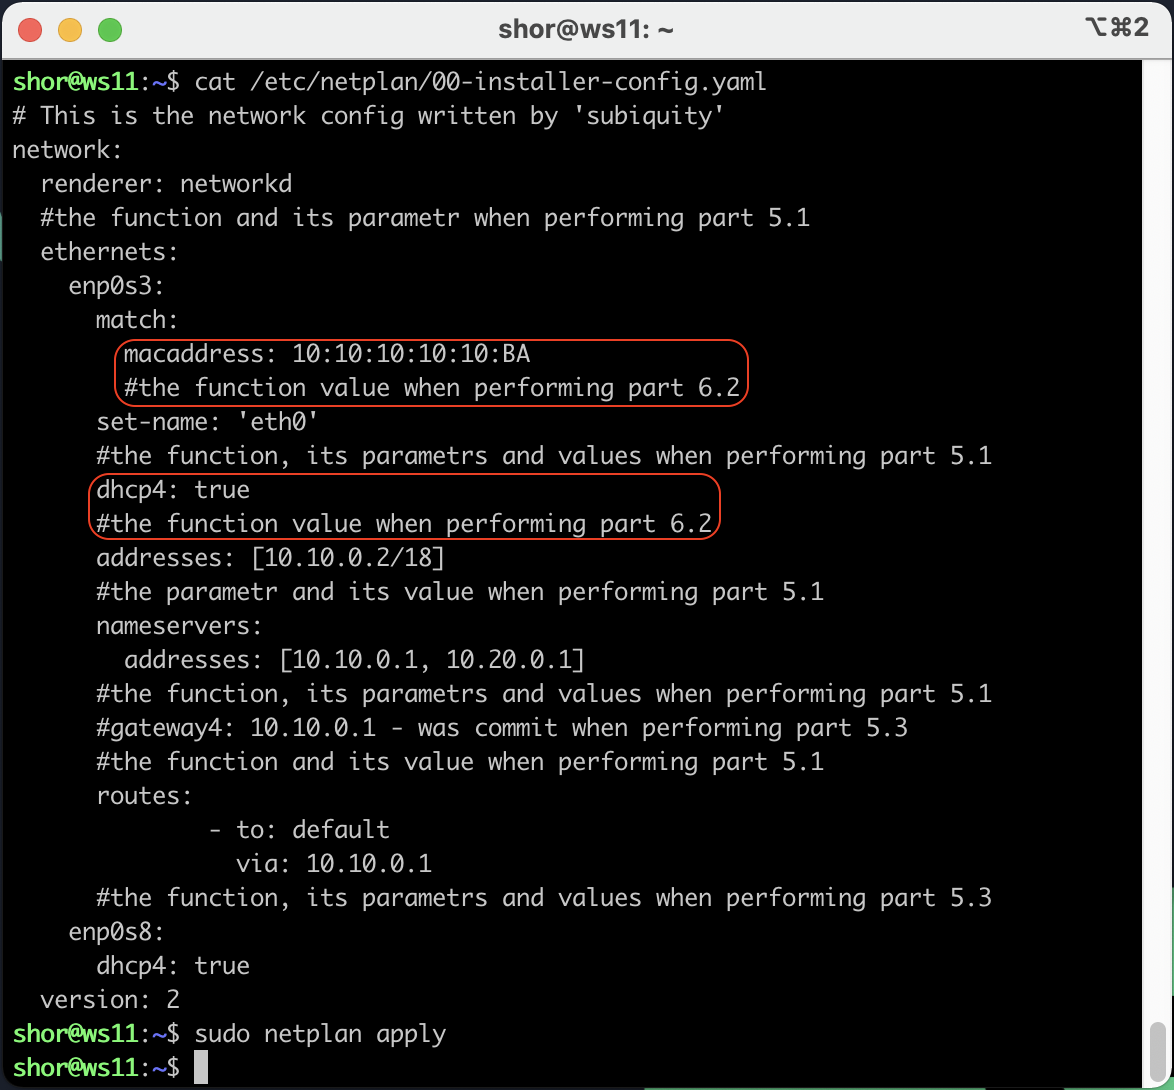 shor@ws11: ~
⌥⌘2
shor@ws11:~$ cat /etc/netplan/00-installer-config.yaml
# This is the network config written by 'subiquity'
network:
  renderer: networkd
  #the function and its parametr when performing part 5.1
  ethernets:
    enp0s3:
      match:
        macaddress: 10:10:10:10:10:BA
        #the function value when performing part 6.2
      set-name: 'eth0'
      #the function, its parametrs and values when performing part 5.1
      dhcp4: true
      #the function value when performing part 6.2
      addresses: [10.10.0.2/18]
      #the parametr and its value when performing part 5.1
      nameservers:
        addresses: [10.10.0.1, 10.20.0.1]
      #the function, its parametrs and values when performing part 5.1
      #gateway4: 10.10.0.1 - was commit when performing part 5.3
      #the function and its value when performing part 5.1
      routes:
              - to: default
                via: 10.10.0.1
      #the function, its parametrs and values when performing part 5.3
    enp0s8:
      dhcp4: true
  version: 2
shor@ws11:~$ sudo netplan apply
shor@ws11:~$